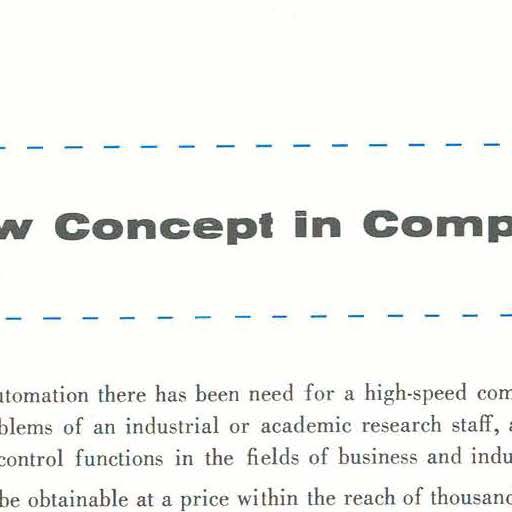 w Concept in Comp
utomation there has been need for a high-speed com
blems of an industrial or academic research staff, a
control functions in the fields of business and indu
be obtainable at a price within the reach of thousand